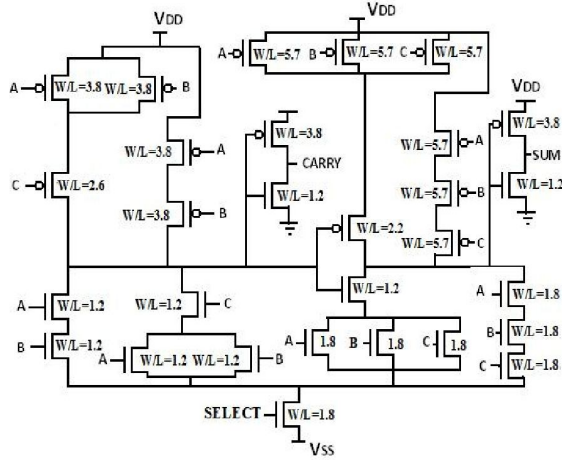 VDD
VDD
A W/L=3.8 W/L=3.8 B
A W/L=5.7 B W/L=5.7 C W/L=5.7
VDD
W/L=3.8 A
W/L=3.8 CARRY
W/L=5.7 A
W/L=3.8
SUM
C W/L=2.6
W/L=1.2
W/L=5.7 B
W/L=1.2
W/L=3.8 B
W/L=2.2
W/L=5.7 C
A W/L=1.2
W/L=1.2 C
W/L=1.2
A W/L=1.8
B W/L=1.2
A W/L=1.2 W/L=1.2 B
A 1.8 B 1.8 C 1.8
B W/L=1.8
C W/L=1.8
SELECT W/L=1.8
VSS